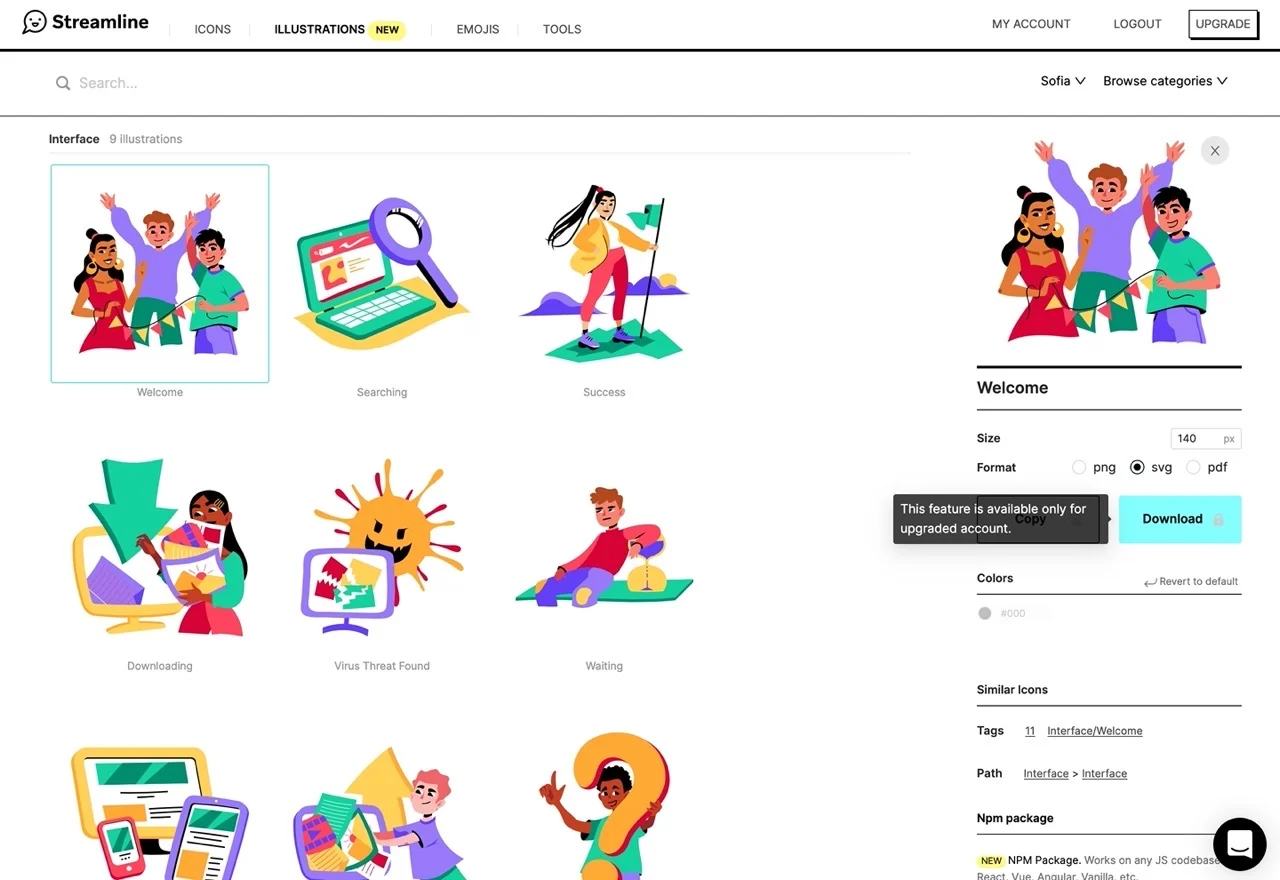 Streamline
ICONS
ILLUSTRATIONS NEW
EMOJIS
TOOLS
MY ACCOUNT
LOGOUT
UPGRADE
Search...
Sofia
Browse categories
Interface 9 illustrations
Welcome
Searching
Success
Downloading
Virus Threat Found
Waiting
Welcome
Size
140 px
Format
png
svg
pdf
This feature is available only for
upgraded account.
Copy
Download
Colors
Revert to default
#000
Similar Icons
Tags 11 Interface/Welcome
Path Interface > Interface
Npm package
NEW NPM Package. Works on any JS codebase
React, Vue, Angular, Vanilla, etc.